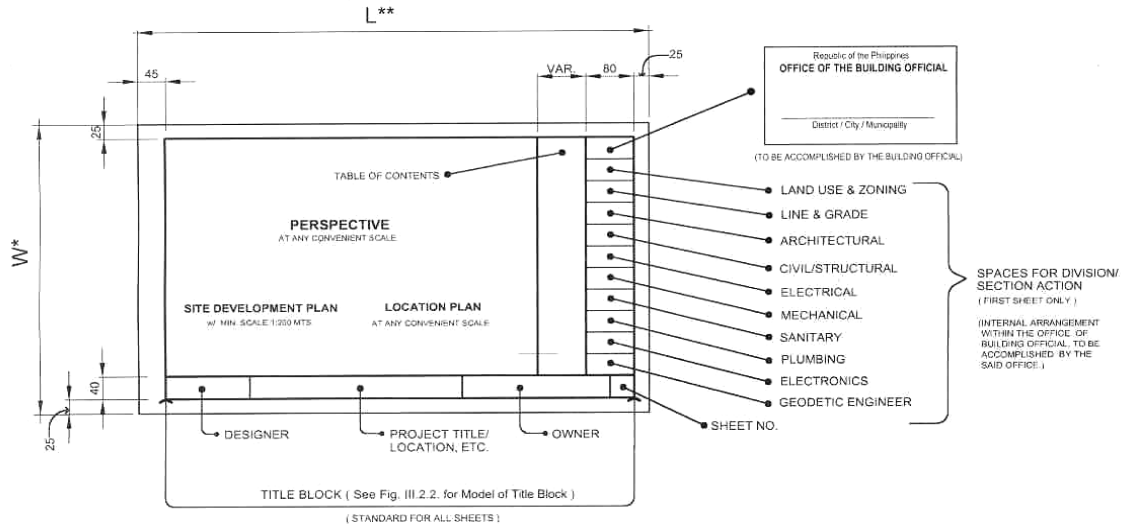 L**
25
45
VAR.
80
Republic of the Philippines
OFFICE OF THE BUILDING OFFICIAL
District / City / Municipality
(TO BE ACCOMPLISHED BY THE BUILDING OFFICIAL)
25
W*
TABLE OF CONTENTS
PERSPECTIVE
AT ANY CONVENIENT SCALE
SITE DEVELOPMENT PLAN
W/ MIN. SCALE 1:200 MTS
LOCATION PLAN
AT ANY CONVENIENT SCALE
LAND USE & ZONING
LINE & GRADE
ARCHITECTURAL
CIVIL/STRUCTURAL
ELECTRICAL
MECHANICAL
SANITARY
PLUMBING
ELECTRONICS
GEODETIC ENGINEER
SPACES FOR DIVISION/
SECTION ACTION
( FIRST SHEET ONLY )
(INTERNAL ARRANGEMENT
WITHIN THE OFFICE OF
BUILDING OFFICIAL, TO BE
ACCOMPLISHED BY THE
SAID OFFICE.)
40
25
DESIGNER
PROJECT TITLE/
LOCATION, ETC.
OWNER
SHEET NO.
TITLE BLOCK ( See Fig. III.2.2. for Model of Title Block )
( STANDARD FOR ALL SHEETS )